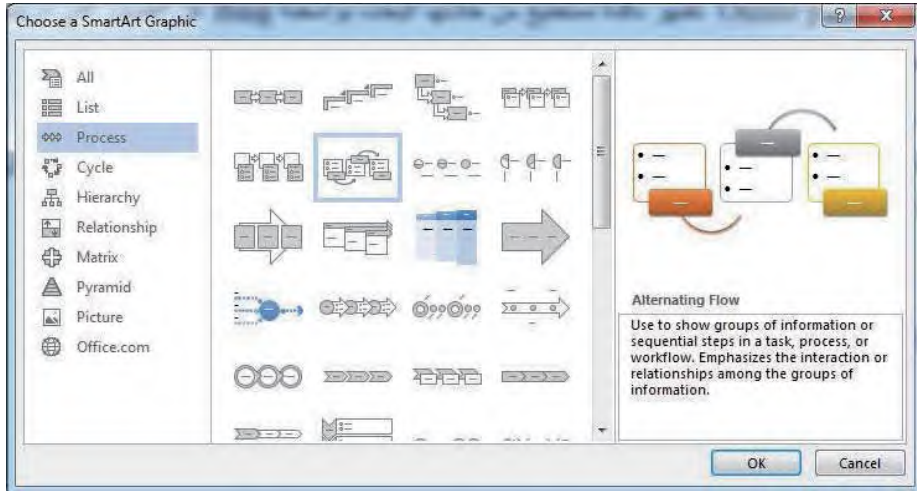 Choose a SmartArt Graphic
All
List
Process
Cycle
Hierarchy
Relationship
Matrix
Pyramid
Picture
Office.com
Alternating Flow
Use to show groups of information or
sequential steps in a task, process, or
workflow. Emphasizes the interaction or
relationships among the groups of
information.
OK
Cancel